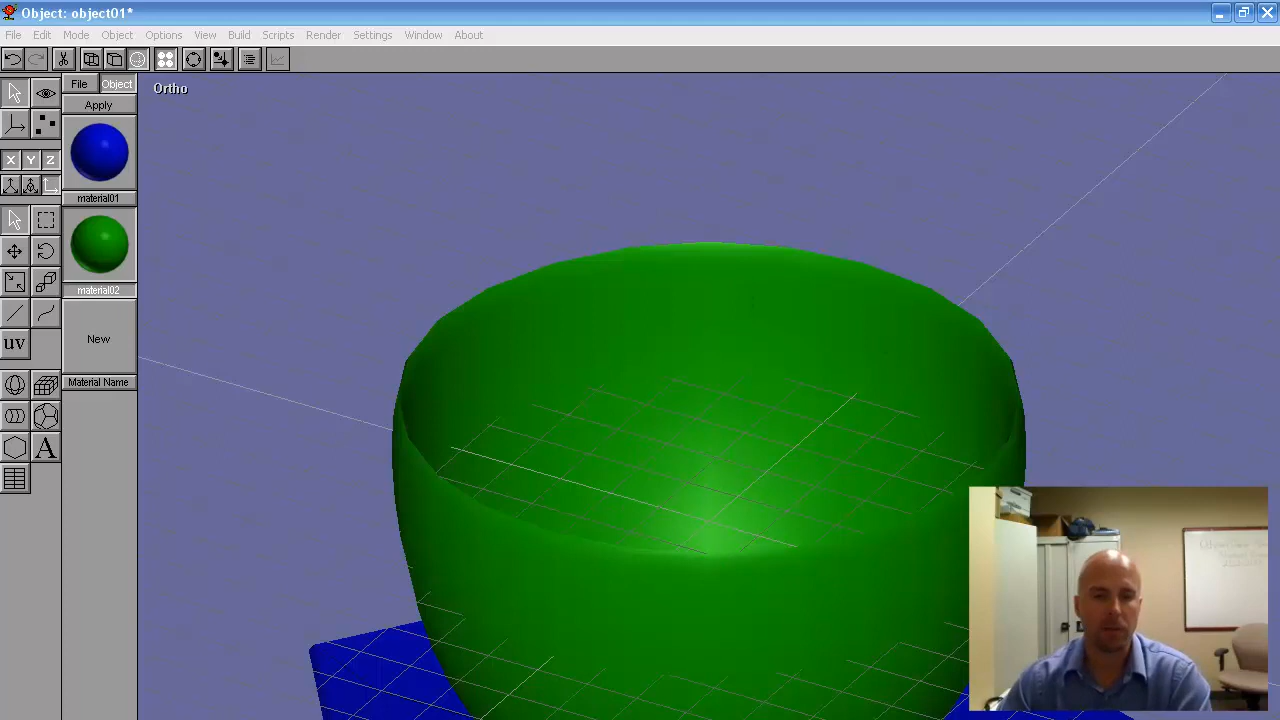 Object: object01*
File Edit Mode Object Options View Build Scripts Render Settings Window About
File Object
Apply
Ortho
material01
X Y Z
material02
uv
New
Material Name
A